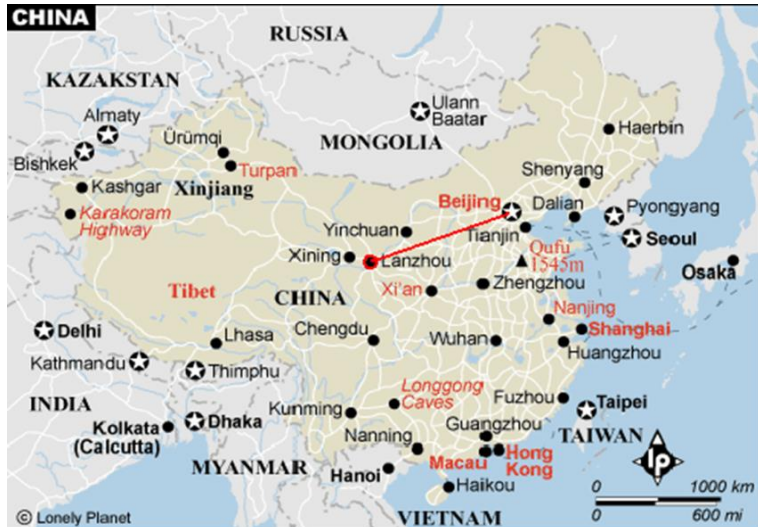 CHINA
RUSSIA
KAZAKSTAN
Almaty
Bishkek
Ürümqi
Turpan
Ulann
Baatar
MONGOLIA
Haerbin
Shenyang
Kashgar
Xinjiang
Karakoram
Highway
Beijing
Dalian
Pyongyang
Yinchuan
Tianjin
Seoul
Xining
Lanzhou
Qufu
1545m
Osaka
Tibet
CHINA
Xi'an
Zhengzhou
Nanjing
Shanghai
Delhi
Lhasa
Chengdu
Wuhan
Huangzhou
Kathmandu
Thimphu
Longgong
Caves
Fuzhou
INDIA
Kolkata
(Calcutta)
Dhaka
Kunming
Guangzhou
Taipei
TAIWAN
Nanning
Macau
Hong
Kong
MYANMAR
Hanoi
Haikou
lp
0 1000 km
0 600 mi
© Lonely Planet
VIETNAM